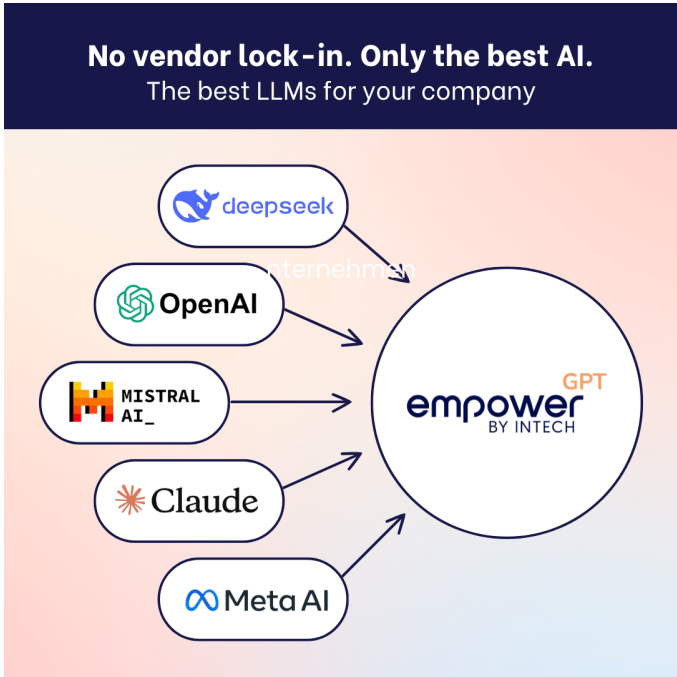 No vendor lock-in. Only the best AI.
The best LLMs for your company
deepseek
nternehmen
OpenAI
MISTRAL
AI_
Claude
Meta AI
GPT
empower
BY INTECH